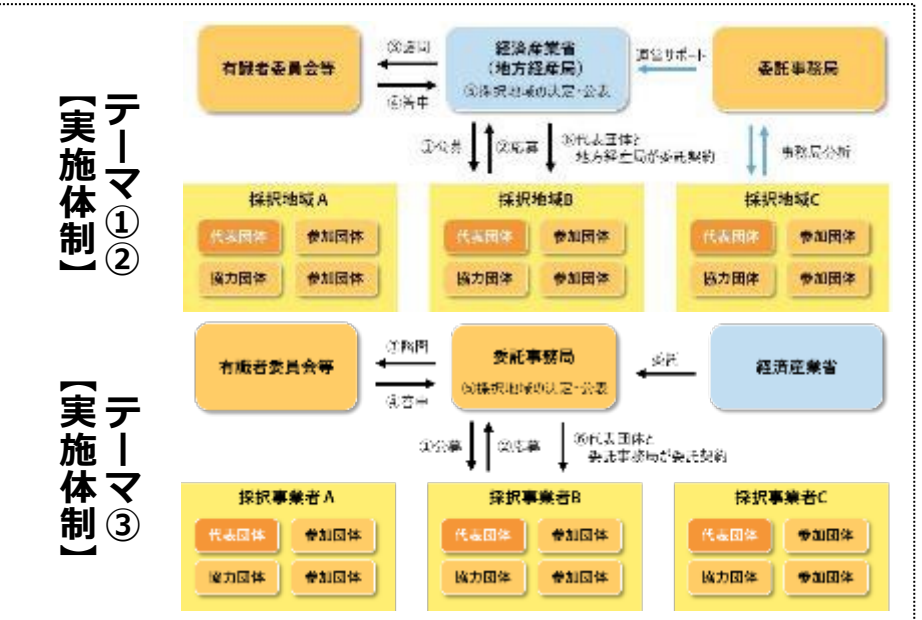 テーマ①②
【実施体制】
有識者委員会等
③諮問
④答申
経済産業省
(地方経産局)
⑤採択地域の決定・公表
運営サポート
委託事務局
①公募
②応募
⑥代表団体と
地方経産局が委託契約
事務局分析
採択地域A
代表団体
参加団体
協力団体
参加団体
採択地域B
代表団体
参加団体
協力団体
参加団体
採択地域C
代表団体
参加団体
協力団体
参加団体
テーマ③
【実施体制】
有職者委員会等
④答申
委託事務局
⑤採択地域の決定・公表
委託
経済産業省
①公募
②応募
⑥代表団体と
委託事務局が委託契約
採択事業者A
代表団体
参加団体
協力団体
参加団体
採択事業者B
代表団体
参加団体
協力団体
参加団体
採択事業者C
代表団体
参加団体
協力団体
参加団体